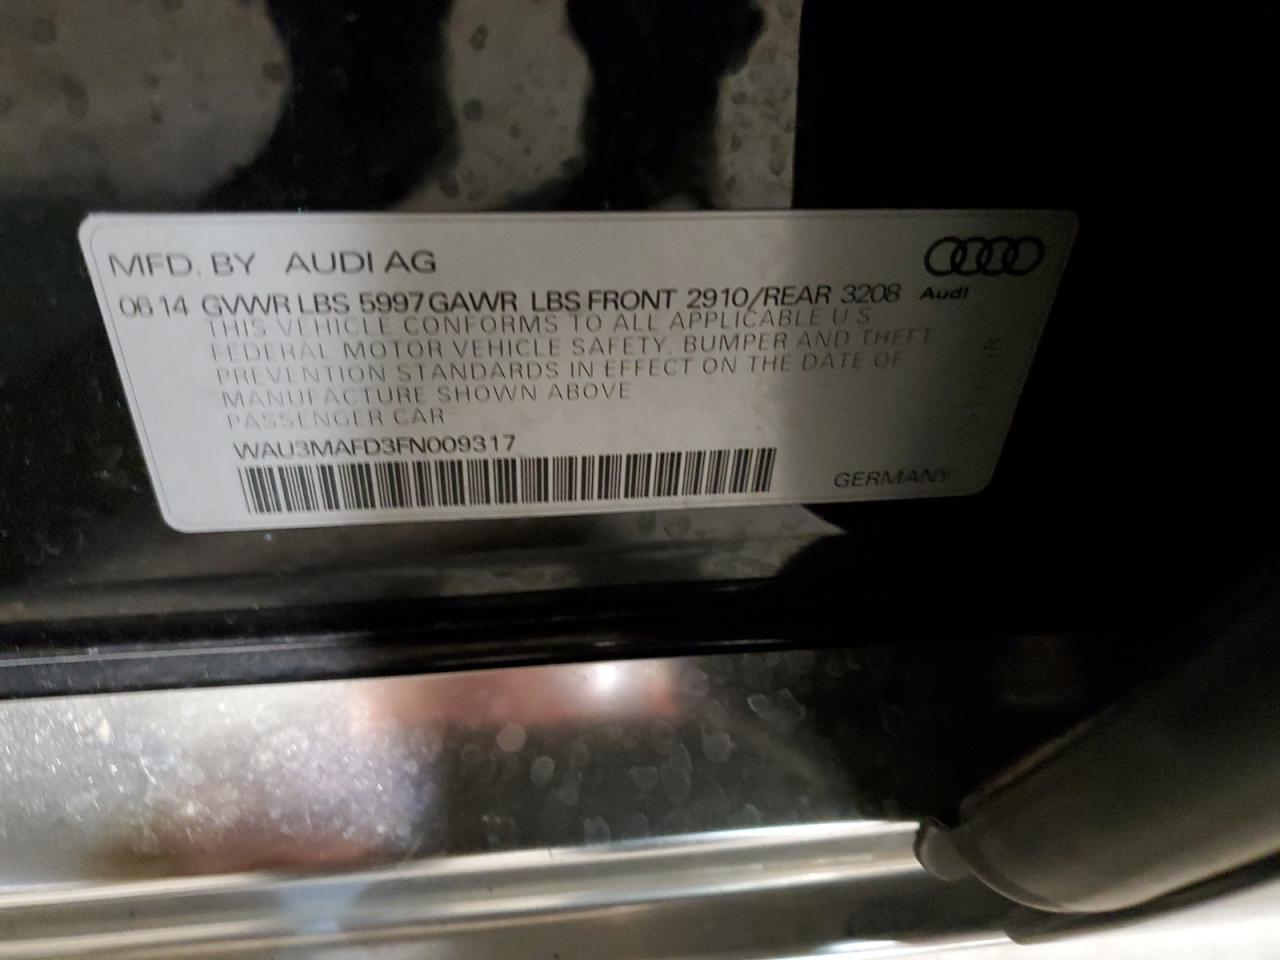 MFD. BY AUDI AG
06 14 GVWR LBS 5997 GAWR LBS FRONT 2910/REAR 3208
Audi
THIS VEHICLE CONFORMS TO ALL APPLICABLE U S
FEDERAL MOTOR VEHICLE SAFETY, BUMPER AND THEFT
PREVENTION STANDARDS IN EFFECT ON THE DATE OF
MANUFACTURE SHOWN ABOVE
PASSENGER CAR
WAU3MAFD3FN009317
GERMANY